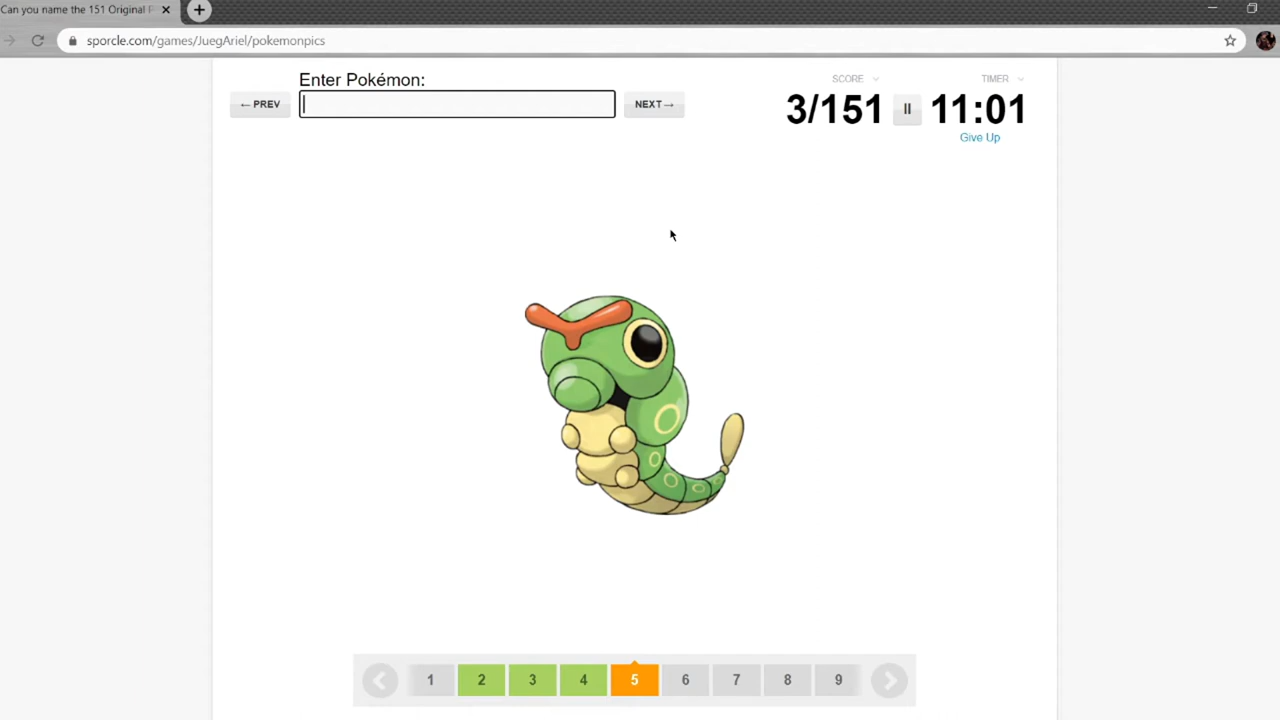 Can you name the 151 Original P
sporcle.com/games/JuegAriel/pokemonpics
Enter Pokémon:
← PREV
NEXT →
SCORE
3/151
TIMER
11:01
Give Up
1 2 3 4 5 6 7 8 9